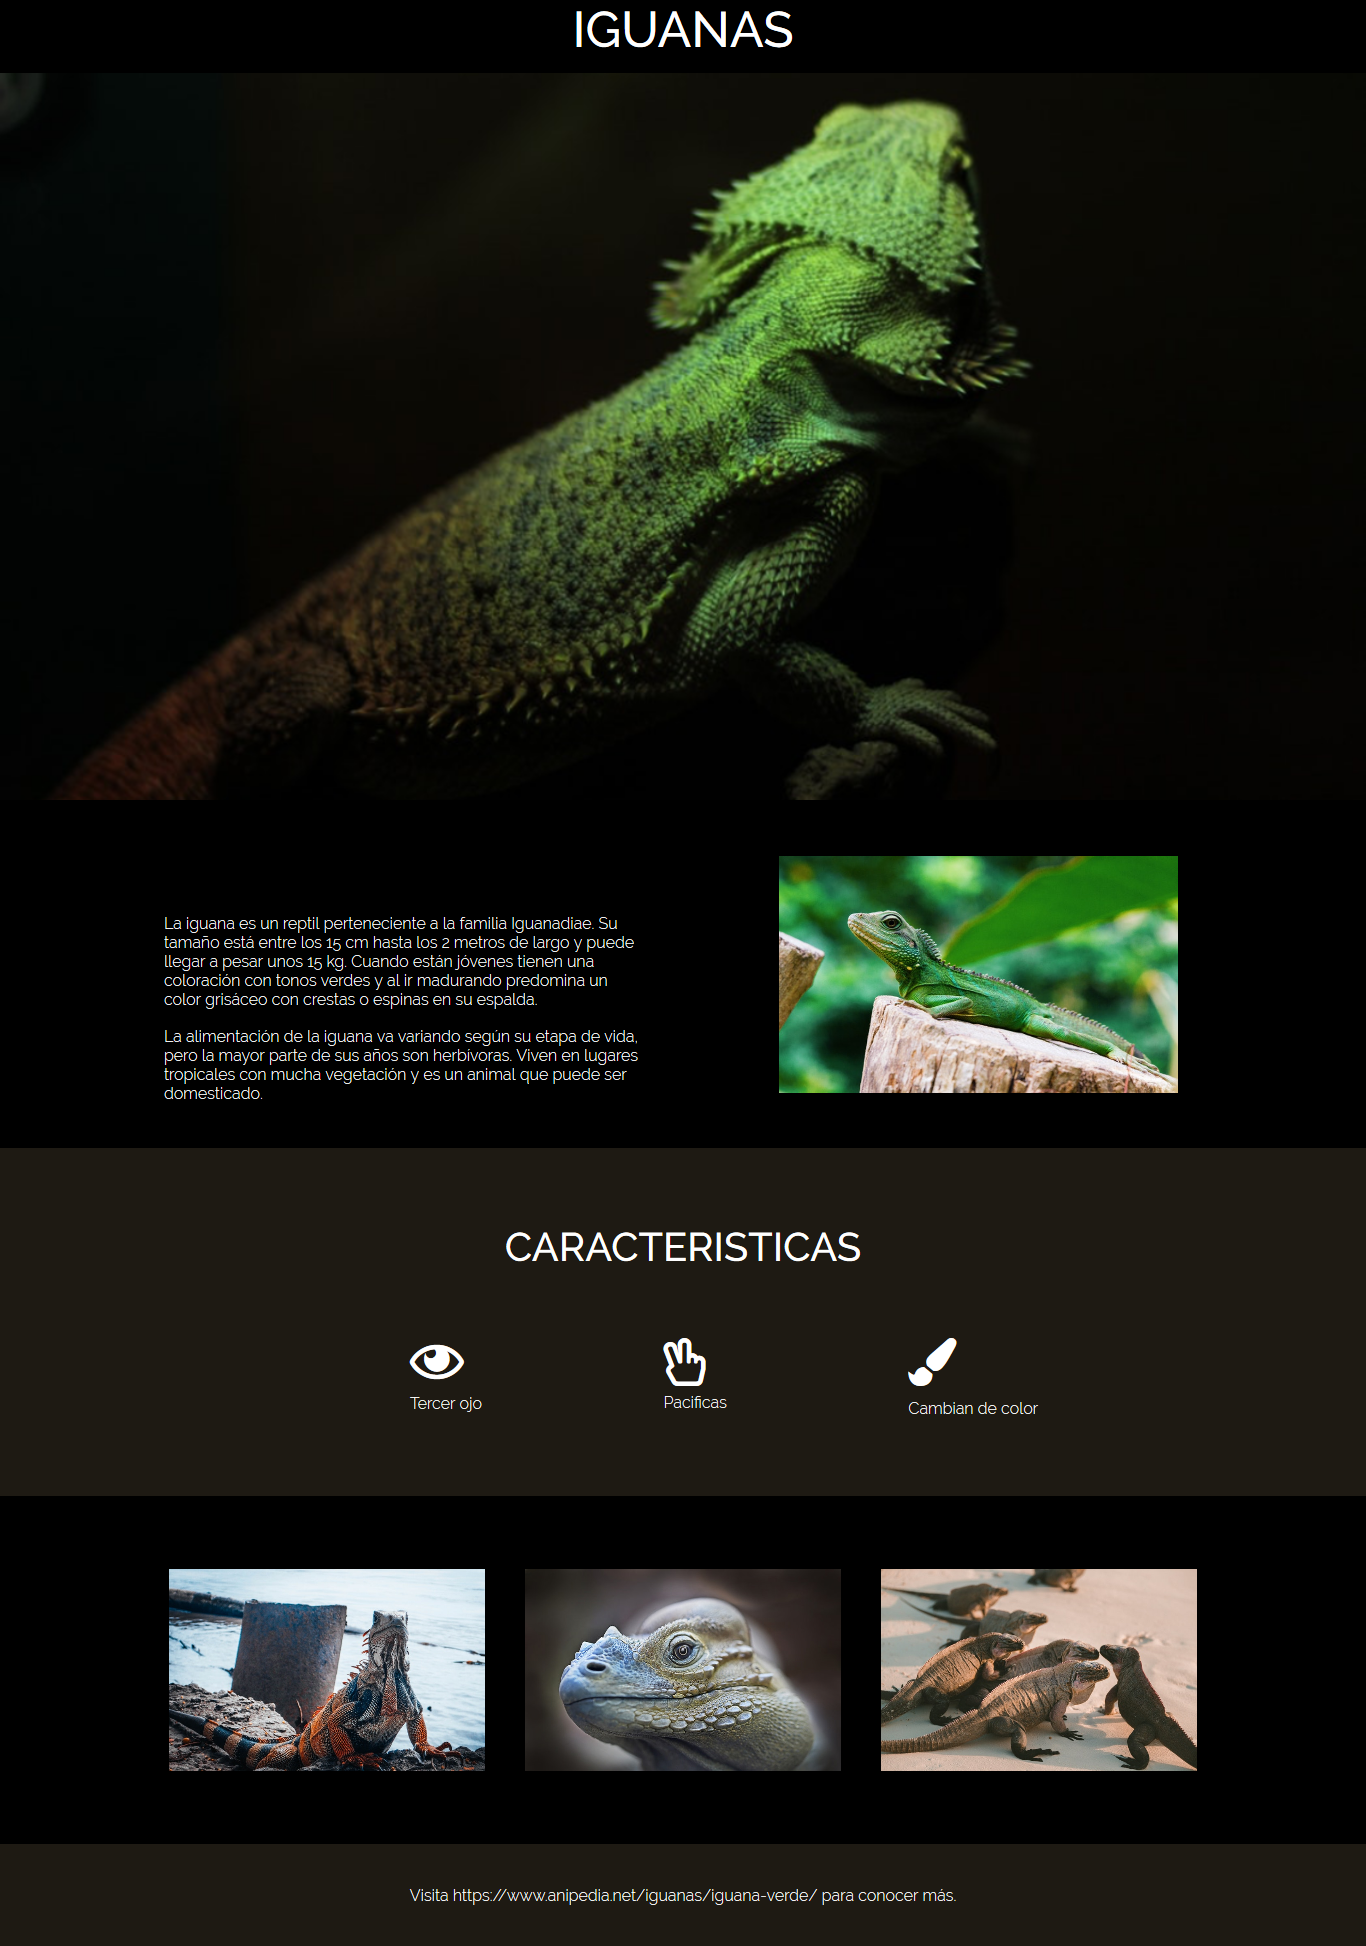 IGUANAS
La iguana es un reptil perteneciente a la familia Iguanadiae. Su
tamaño está entre los 15 cm hasta los 2 metros de largo y puede
llegar a pesar unos 15 kg. Cuando están jóvenes tienen una
coloración con tonos verdes y al ir madurando predomina un
color grisáceo con crestas o espinas en su espalda.
La alimentación de la iguana va variando según su etapa de vida,
pero la mayor parte de sus años son herbívoras. Viven en lugares
tropicales con mucha vegetación y es un animal que puede ser
domesticado.
CARACTERISTICAS
Tercer ojo
Pacificas
Cambian de color
Visita https://www.anipedia.net/iguanas/iguana-verde/ para conocer más.